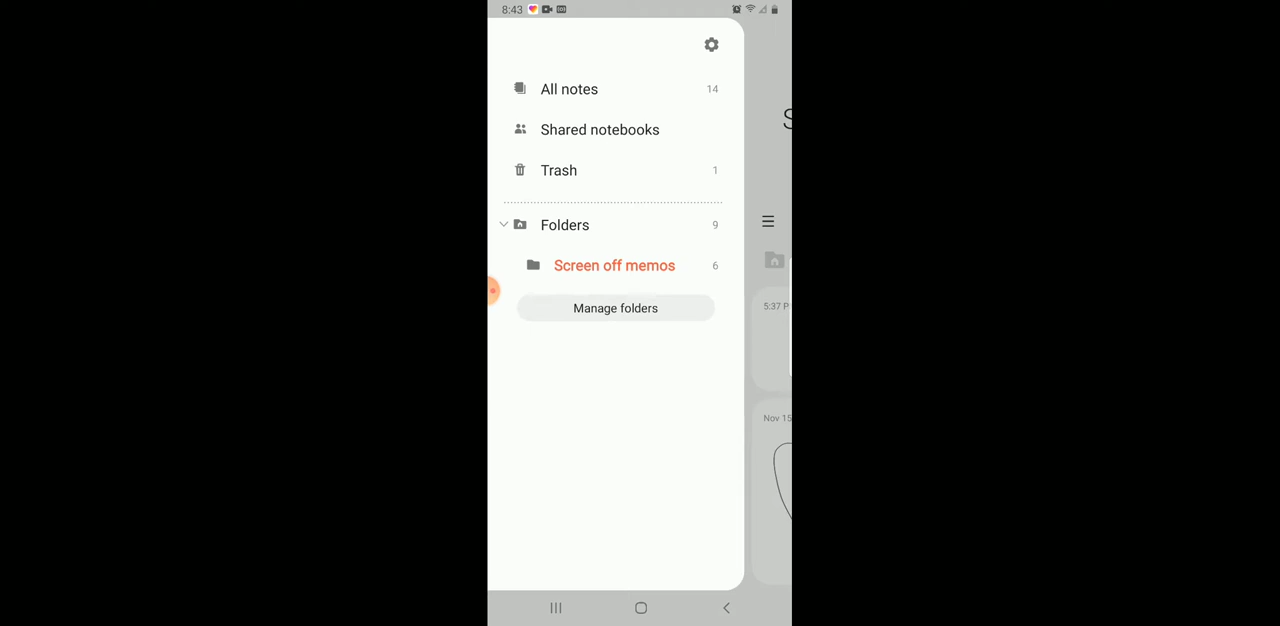 8:43
All notes 14
Shared notebooks
Trash 1
Folders 9
Screen off memos 6
Manage folders
S
5:37 P
Nov 15